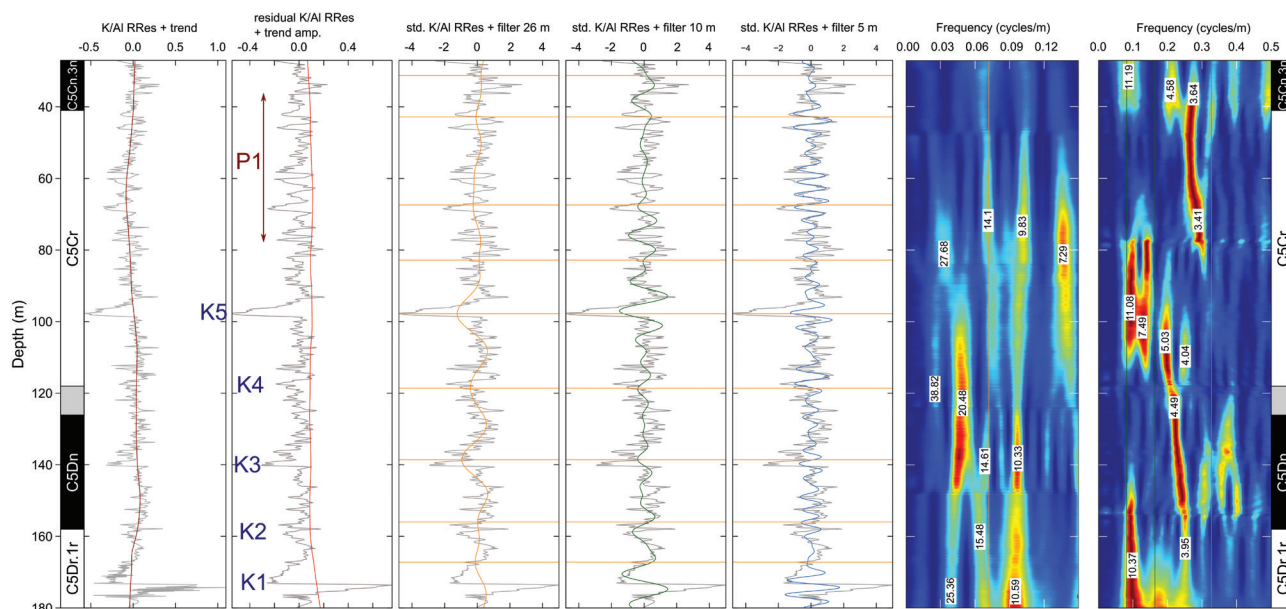 K/Al RRes + trend
-0.5
0.0
0.5
1.0
residual K/Al RRes
+ trend amp.
-0.4
0.0
0.4
std. K/Al RRes + filter 26 m
-4
-2
0
2
4
std. K/Al RRes + filter 10 m
-4
-2
0
2
4
std. K/Al RRes + filter 5 m
-4
-2
0
2
4
Frequency (cycles/m)
0.00
0.03
0.06
0.09
0.12
Frequency (cycles/m)
0.0
0.1
0.2
0.3
0.4
0.5
Depth (m)
40
60
80
100
120
140
160
180
C5Cn.3n
C5Cr
C5Dn
C5Dr.1r
P1
K5
K4
K3
K2
K1
14.1
9.83
27.68
7.29
38.82
20.48
14.61
10.33
15.48
25.36
10.59
11.19
4.58
3.64
3.41
11.08
7.49
5.03
4.04
4.49
3.95
10.37
C5Cn.3n
C5Cr
C5Dn
C5Dr.1r